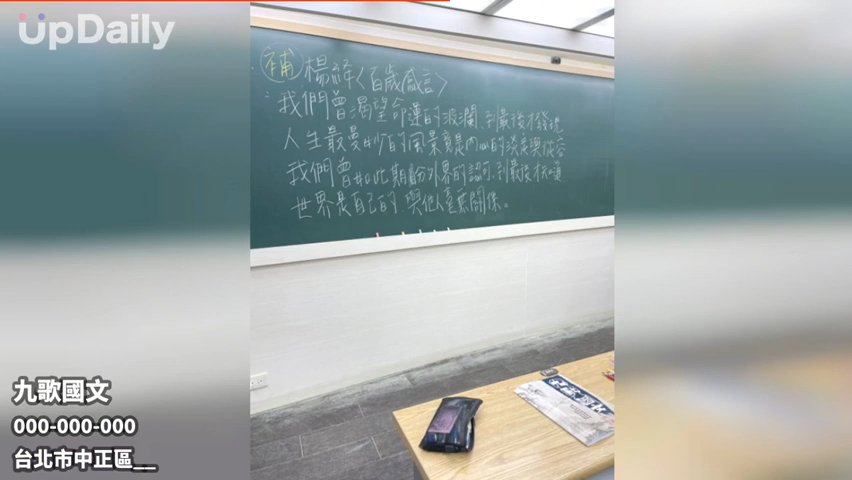 UpDaily
補 楊絳〈百歲感言〉
我們曾渴望命運的波瀾,到最後才發現
人生最曼妙的風景竟是內心的淡定與從容
我們曾如此期盼外界的認可,到最後才知道
世界是自己的 與他人毫無關係。
九歌國文
000-000-000
台北市中正區__